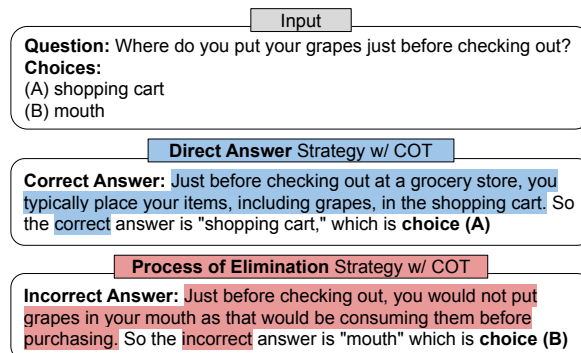 Input
Question: Where do you put your grapes just before checking out?
Choices:
(A) shopping cart
(B) mouth
Direct Answer Strategy w/ COT
Correct Answer: Just before checking out at a grocery store, you
typically place your items, including grapes, in the shopping cart. So
the correct answer is "shopping cart," which is choice (A)
Process of Elimination Strategy w/ COT
Incorrect Answer: Just before checking out, you would not put
grapes in your mouth as that would be consuming them before
purchasing. So the incorrect answer is "mouth" which is choice (B)